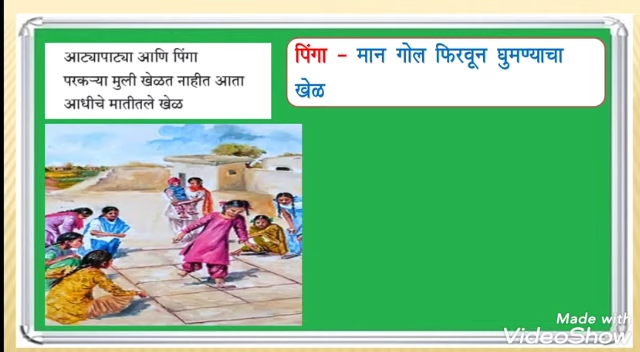 आट्यापाट्या आणि पिंगा
परकऱ्या मुली खेळत नाहीत आता
आधीचे मातीतले खेळ
पिंगा – मान गोल फिरवून घुमण्याचा
खेळ
Made with
VideoShow